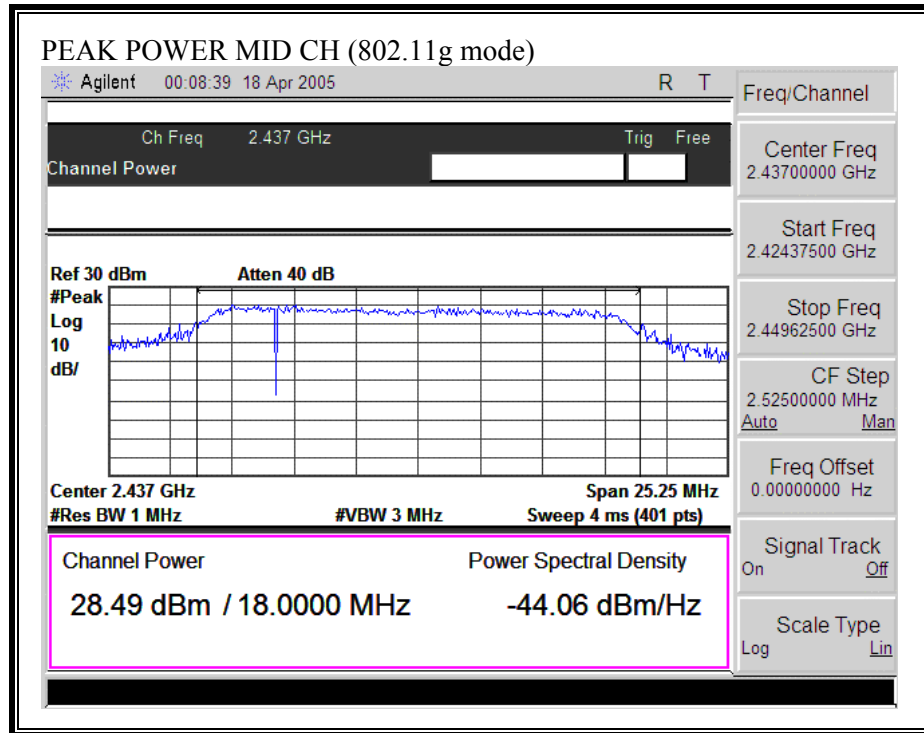 PEAK POWER MID CH (802.11g mode)
Agilent 00:08:39 18 Apr 2005 R T
Freq/Channel
Ch Freq 2.437 GHz Trig Free
Channel Power
Center Freq
2.43700000 GHz
Start Freq
2.42437500 GHz
Stop Freq
2.44962500 GHz
CF Step
2.52500000 MHz
Auto Man
Freq Offset
0.00000000 Hz
Signal Track
On Off
Scale Type
Log Lin
Ref 30 dBm Atten 40 dB
#Peak
Log
10
dB/
Center 2.437 GHz Span 25.25 MHz
#Res BW 1 MHz #VBW 3 MHz Sweep 4 ms (401 pts)
Channel Power Power Spectral Density
28.49 dBm / 18.0000 MHz -44.06 dBm/Hz